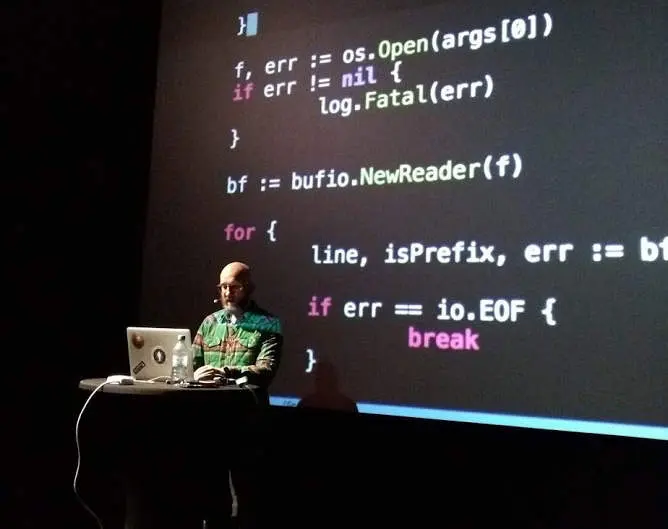 }
f, err := os.Open(args[0])
if err != nil {
log.Fatal(err)
}
bf := bufio.NewReader(f)
for {
line, isPrefix, err := bf
if err == io.EOF {
break
}